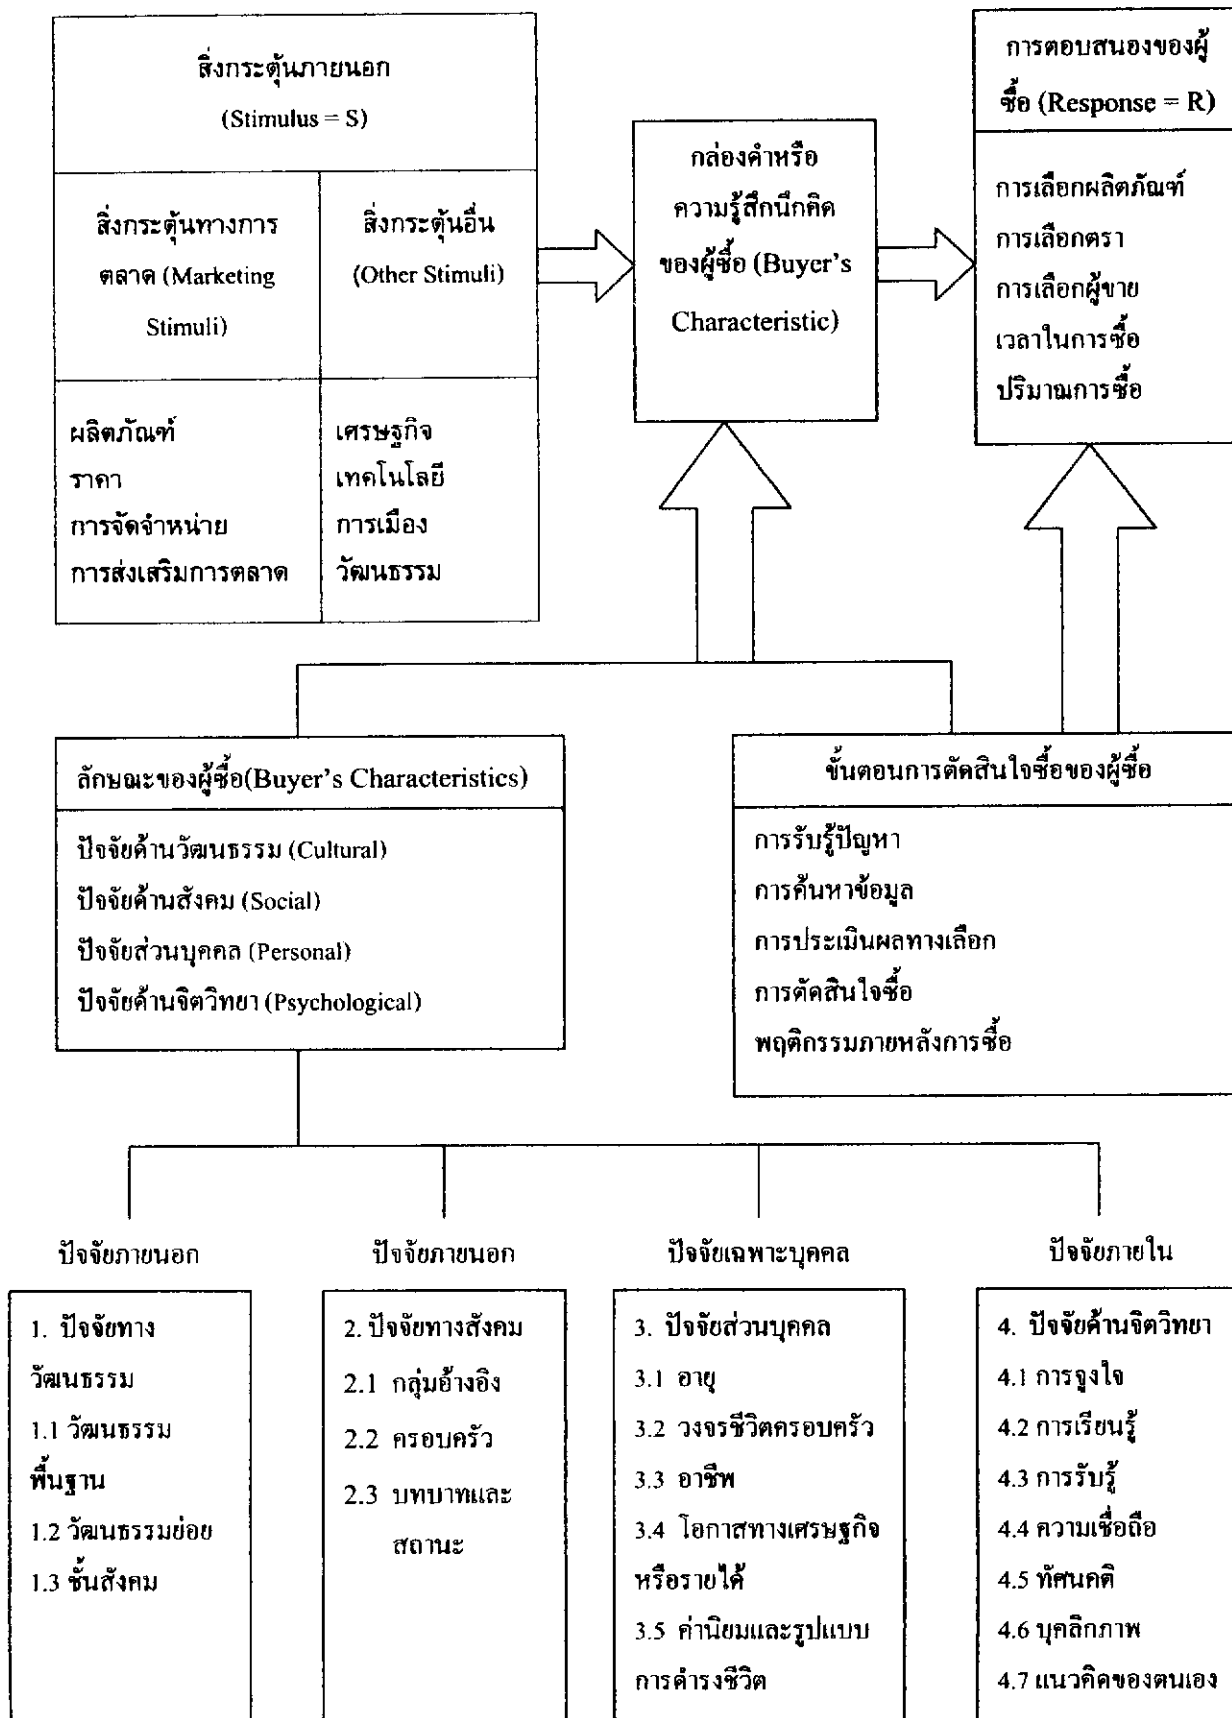 สิ่งกระตุ้นภายนอก
(Stimulus = S)
สิ่งกระตุ้นทางการ
ตลาด (Marketing
Stimuli)
สิ่งกระตุ้นอื่น
(Other Stimuli)
ผลิตภัณฑ์
ราคา
การจัดจำหน่าย
การส่งเสริมการตลาด
เศรษฐกิจ
เทคโนโลยี
การเมือง
วัฒนธรรม
กล่องดำหรือ
ความรู้สึกนึกคิด
ของผู้ซื้อ (Buyer's
Characteristic)
การตอบสนองของผู้
ซื้อ (Response = R)
การเลือกผลิตภัณฑ์
การเลือกตรา
การเลือกผู้ขาย
เวลาในการซื้อ
ปริมาณการซื้อ
ลักษณะของผู้ซื้อ(Buyer's Characteristics)
ปัจจัยด้านวัฒนธรรม (Cultural)
ปัจจัยด้านสังคม (Social)
ปัจจัยส่วนบุคคล (Personal)
ปัจจัยด้านจิตวิทยา (Psychological)
ขั้นตอนการตัดสินใจซื้อของผู้ซื้อ
การรับรู้ปัญหา
การค้นหาข้อมูล
การประเมินผลทางเลือก
การตัดสินใจซื้อ
พฤติกรรมภายหลังการซื้อ
ปัจจัยภายนอก
1. ปัจจัยทาง
วัฒนธรรม
1.1 วัฒนธรรม
พื้นฐาน
1.2 วัฒนธรรมย่อย
1.3 ชั้นสังคม
ปัจจัยภายนอก
2. ปัจจัยทางสังคม
2.1 กลุ่มอ้างอิง
2.2 ครอบครัว
2.3 บทบาทและ
สถานะ
ปัจจัยเฉพาะบุคคล
3. ปัจจัยส่วนบุคคล
3.1 อายุ
3.2 วงจรชีวิตครอบครัว
3.3 อาชีพ
3.4 โอกาสทางเศรษฐกิจ
หรือรายได้
3.5 ค่านิยมและรูปแบบ
การดำรงชีวิต
ปัจจัยภายใน
4. ปัจจัยด้านจิตวิทยา
4.1 การจูงใจ
4.2 การเรียนรู้
4.3 การรับรู้
4.4 ความเชื่อถือ
4.5 ทัศนคติ
4.6 บุคลิกภาพ
4.7 แนวคิดของตนเอง